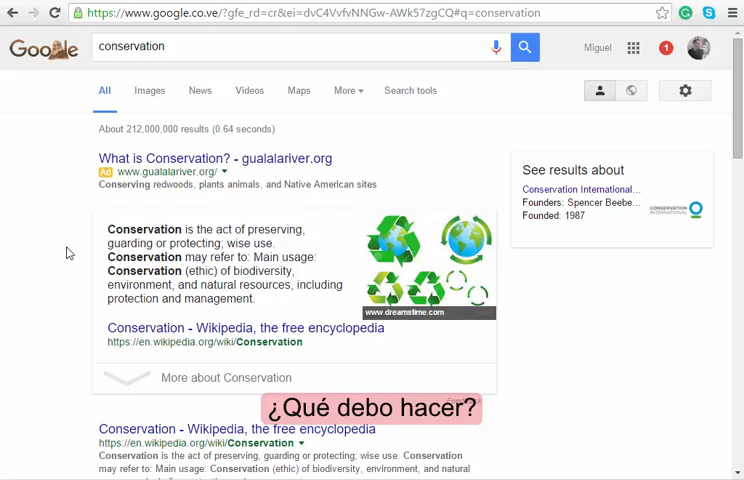 https://www.google.co.ve/?gfe_rd=cr&ei=dvC4VvfvNNGw-AWk57zgCQ#q=conservation
Google
conservation
Miguel
1
All Images News Videos Maps More Search tools
About 212,000,000 results (0.64 seconds)
What is Conservation? - gualalariver.org
Ad www.gualalariver.org/
Conserving redwoods, plants animals, and Native American sites
See results about
Conservation International...
Founders: Spencer Beebe...
Founded: 1987
CONSERVATION
INTERNATIONAL
Conservation is the act of preserving,
guarding or protecting; wise use.
Conservation may refer to: Main usage:
Conservation (ethic) of biodiversity,
environment, and natural resources, including
protection and management.
www.dreamstime.com
Conservation - Wikipedia, the free encyclopedia
https://en.wikipedia.org/wiki/Conservation
More about Conservation
¿Qué debo hacer?
Conservation - Wikipedia, the free encyclopedia
https://en.wikipedia.org/wiki/Conservation
Conservation is the act of preserving, guarding or protecting; wise use. Conservation
may refer to: Main usage: Conservation (ethic) of biodiversity, environment, and natural